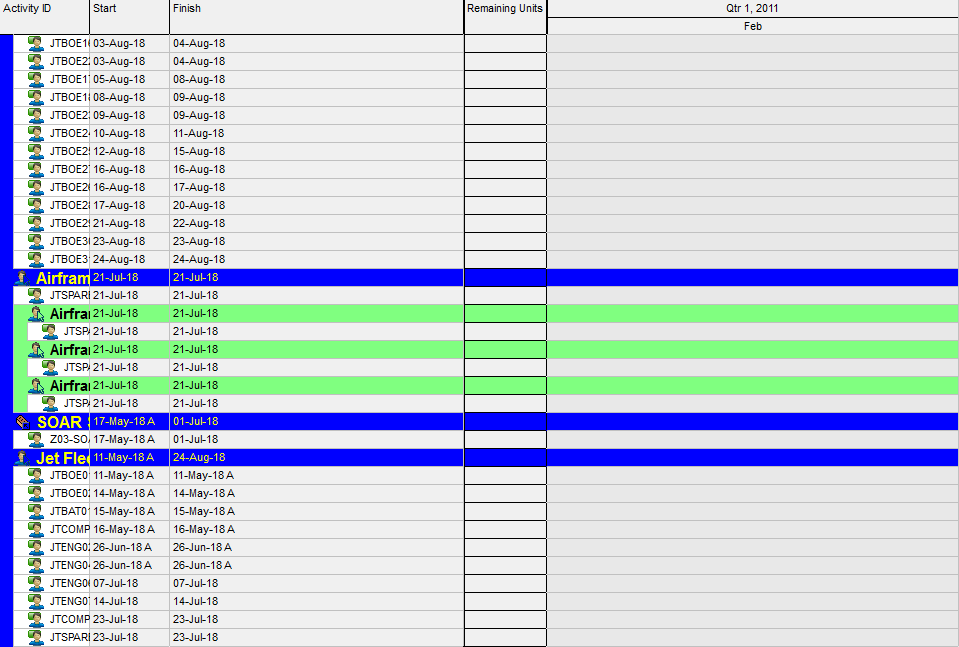 Activity ID Start Finish Remaining Units Qtr 1, 2011
Feb
JTBOE1 03-Aug-18 04-Aug-18
JTBOE2 03-Aug-18 04-Aug-18
JTBOE1 05-Aug-18 08-Aug-18
JTBOE1 08-Aug-18 09-Aug-18
JTBOE2 09-Aug-18 09-Aug-18
JTBOE2 10-Aug-18 11-Aug-18
JTBOE2 12-Aug-18 15-Aug-18
JTBOE2 16-Aug-18 16-Aug-18
JTBOE2 16-Aug-18 17-Aug-18
JTBOE2 17-Aug-18 20-Aug-18
JTBOE2 21-Aug-18 22-Aug-18
JTBOE3 23-Aug-18 23-Aug-18
JTBOE3 24-Aug-18 24-Aug-18
Airfram 21-Jul-18 21-Jul-18
JTSPAR 21-Jul-18 21-Jul-18
Airfra 21-Jul-18 21-Jul-18
JTSP 21-Jul-18 21-Jul-18
Airfra 21-Jul-18 21-Jul-18
JTSP 21-Jul-18 21-Jul-18
Airfra 21-Jul-18 21-Jul-18
JTSP 21-Jul-18 21-Jul-18
SOAR 17-May-18 A 01-Jul-18
Z03-SO 17-May-18 A 01-Jul-18
Jet Flee 11-May-18 A 24-Aug-18
JTBOE0 11-May-18 A 11-May-18 A
JTBOE0 14-May-18 A 14-May-18 A
JTBAT0 15-May-18 A 15-May-18 A
JTCOMP 16-May-18 A 16-May-18 A
JTENG0 26-Jun-18 A 26-Jun-18 A
JTENG0 26-Jun-18 A 26-Jun-18 A
JTENG0 07-Jul-18 07-Jul-18
JTENG0 14-Jul-18 14-Jul-18
JTCOMP 23-Jul-18 23-Jul-18
JTSPAR 23-Jul-18 23-Jul-18